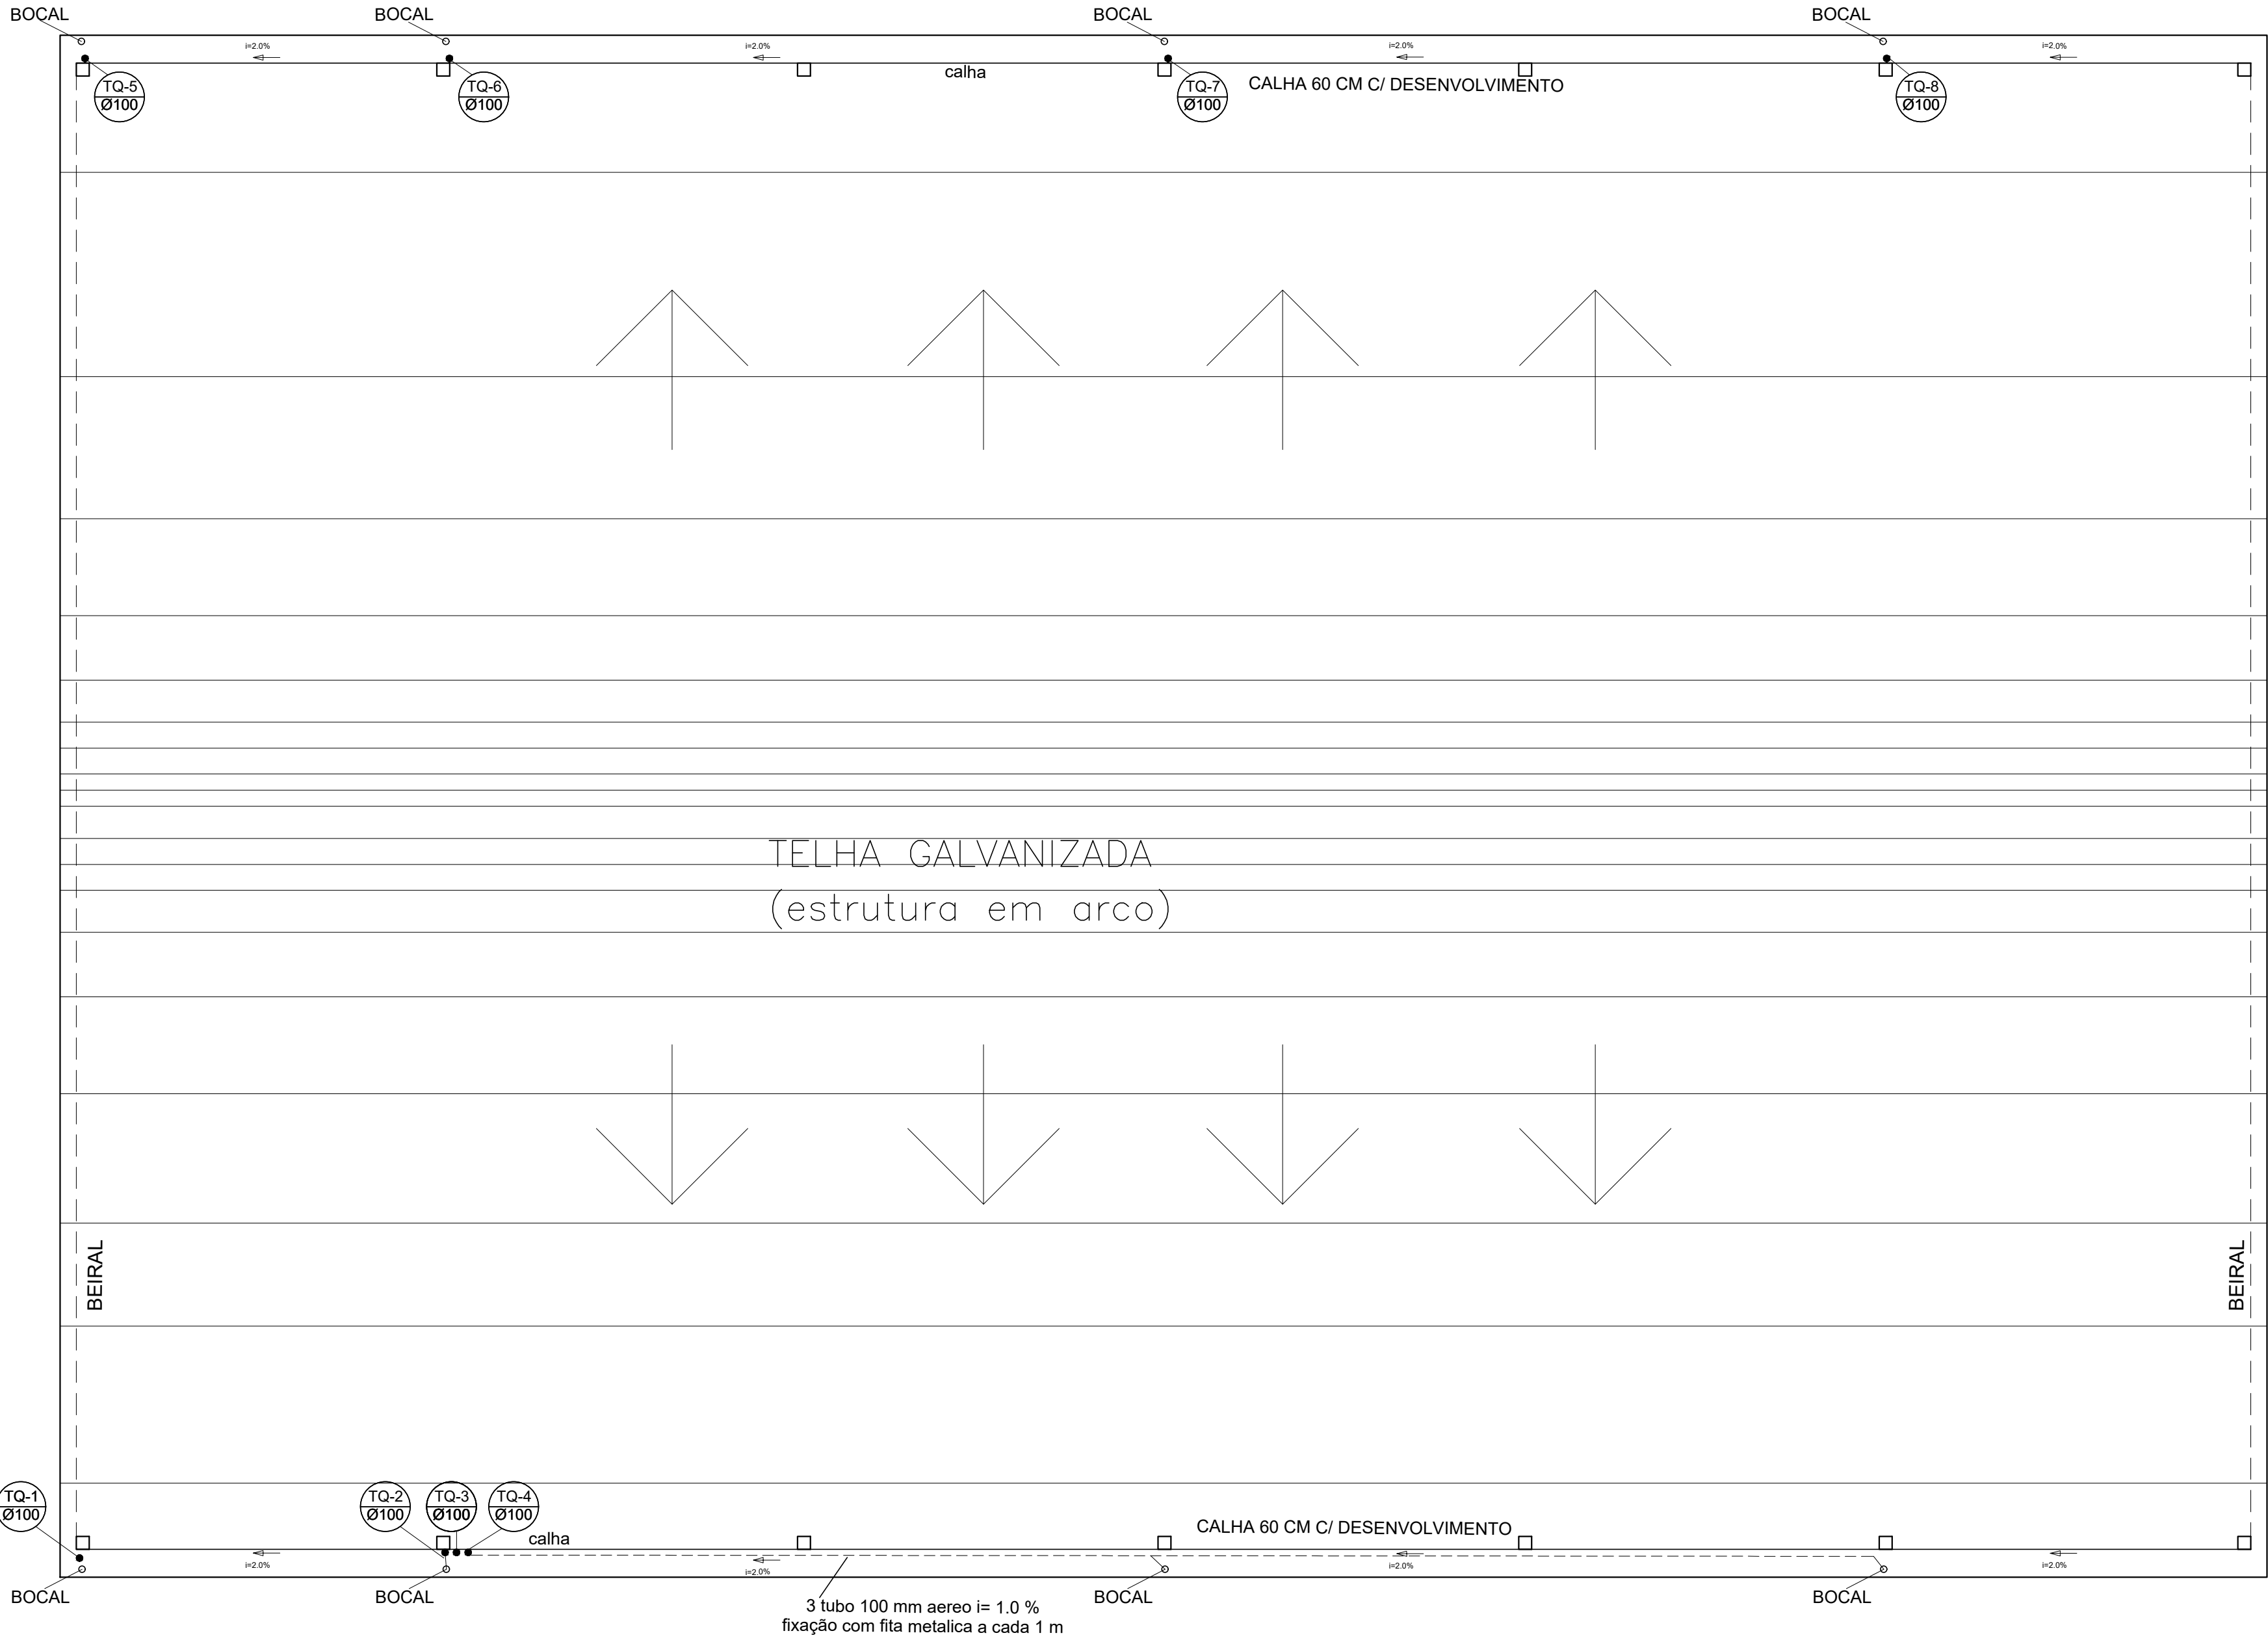 BOCAL
BOCAL
BOCAL
BOCAL
i=2.0%
i=2.0%
i=2.0%
i=2.0%
calha
CALHA 60 CM C/ DESENVOLVIMENTO
TQ-5
Ø100
TQ-6
Ø100
TQ-7
Ø100
TQ-8
Ø100
TELHA GALVANIZADA
(estrutura em arco)
BEIRAL
BEIRAL
TQ-1
Ø100
TQ-2
Ø100
TQ-3
Ø100
TQ-4
Ø100
calha
CALHA 60 CM C/ DESENVOLVIMENTO
i=2.0%
i=2.0%
i=2.0%
i=2.0%
BOCAL
BOCAL
BOCAL
BOCAL
3 tubo 100 mm aereo i= 1.0 %
fixação com fita metalica a cada 1 m